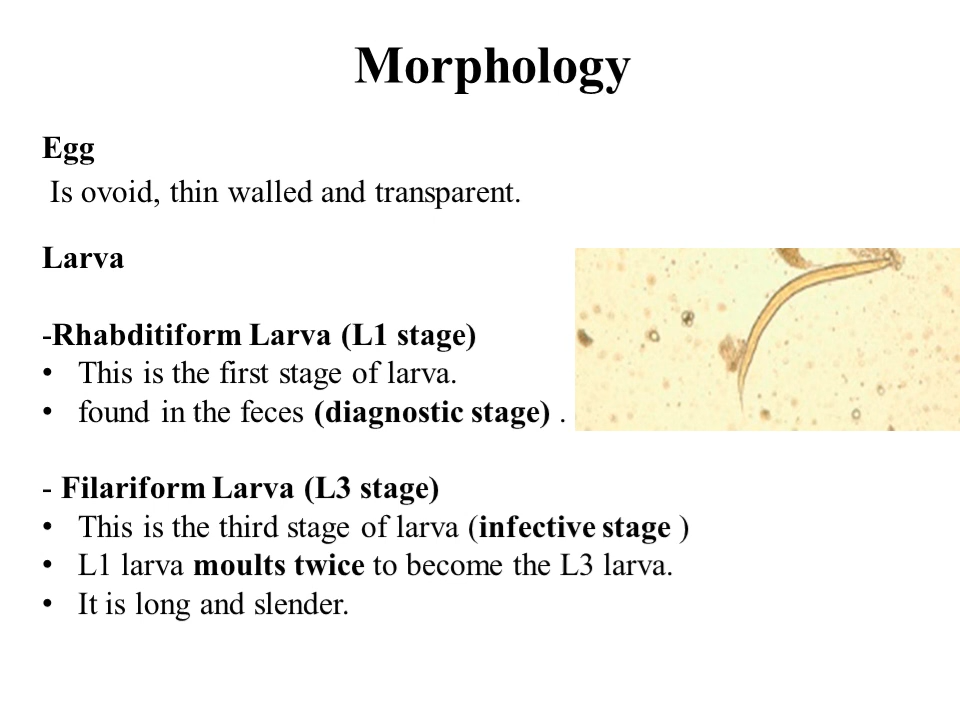 Morphology
Egg
Is ovoid, thin walled and transparent.
Larva
-Rhabditiform Larva (L1 stage)
• This is the first stage of larva.
• found in the feces (diagnostic stage) .
- Filariform Larva (L3 stage)
• This is the third stage of larva (infective stage )
• L1 larva moults twice to become the L3 larva.
• It is long and slender.